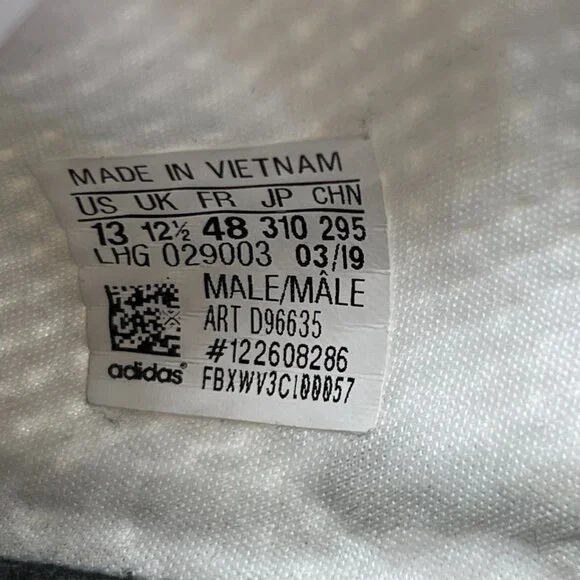 MADE IN VIETNAM
US UK FR JP CHN
13 12½ 48 310 295
LHG 029003 03/19
MALE/MÂLE
ART D96635
#122608286
adidas FBXWV3CI00057